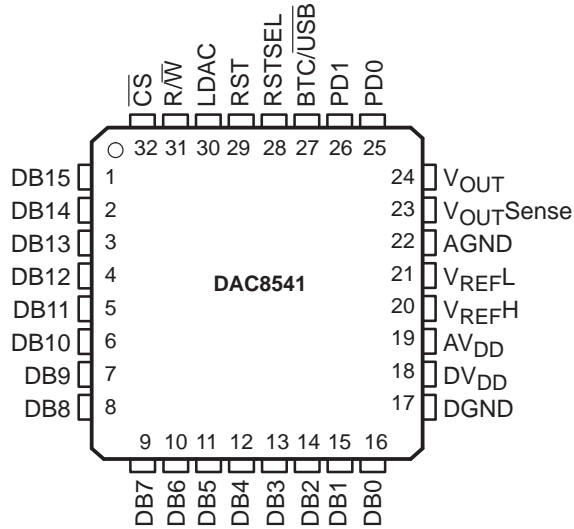 C̅S̅
R/W̅
LDAC
RST
RSTSEL
BTC/U̅S̅B̅
PD1
PD0
32 31 30 29 28 27 26 25
DB15 1
DB14 2
DB13 3
DB12 4
DB11 5
DB10 6
DB9 7
DB8 8
DAC8541
24 VOUT
23 VOUTSense
22 AGND
21 VREFL
20 VREFH
19 AVDD
18 DVDD
17 DGND
9 10 11 12 13 14 15 16
DB7
DB6
DB5
DB4
DB3
DB2
DB1
DB0